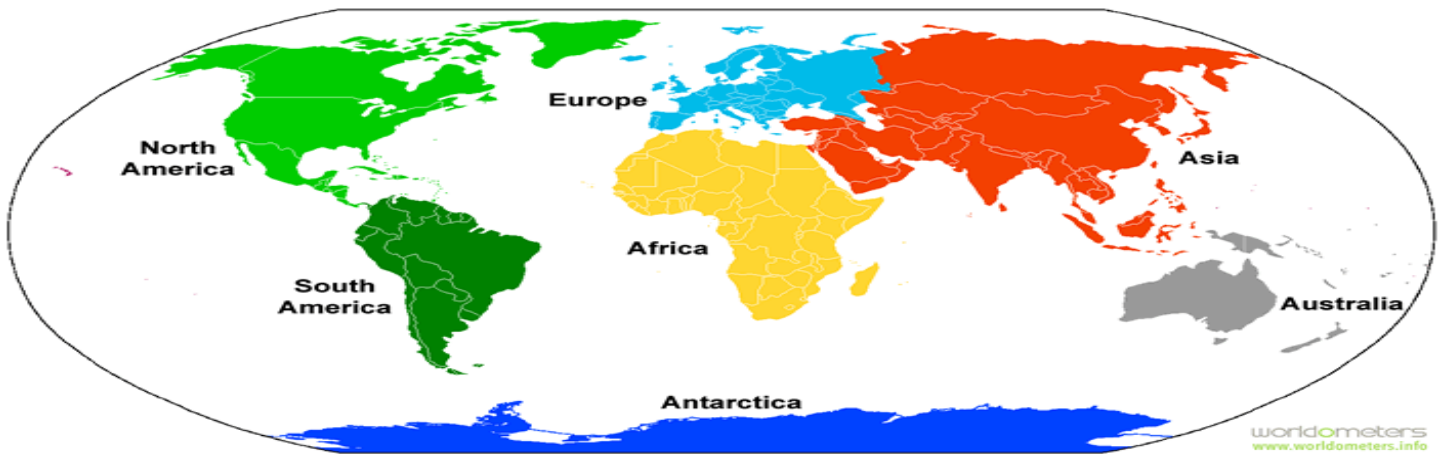 Europe
North
America
Asia
Africa
South
America
Australia
Antarctica
worldometers
www.worldometers.info